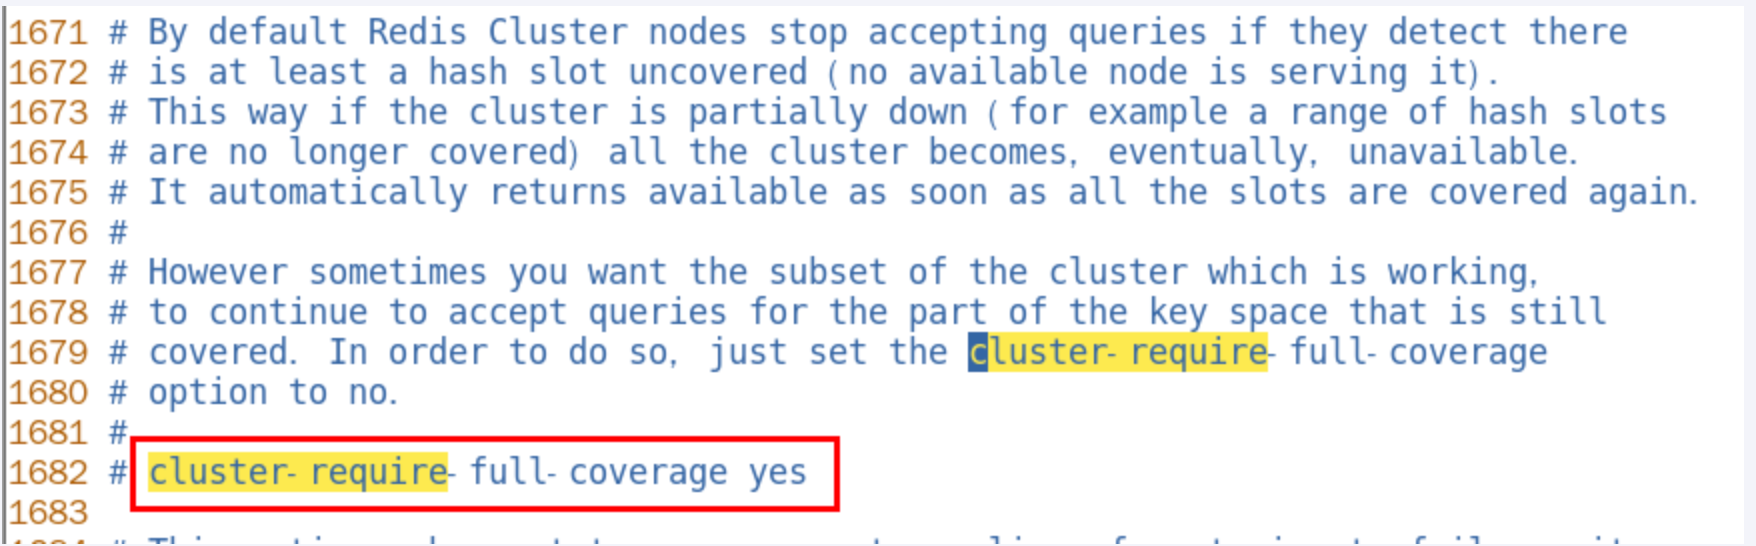 1671 # By default Redis Cluster nodes stop accepting queries if they detect there
1672 # is at least a hash slot uncovered (no available node is serving it).
1673 # This way if the cluster is partially down (for example a range of hash slots
1674 # are no longer covered) all the cluster becomes, eventually, unavailable.
1675 # It automatically returns available as soon as all the slots are covered again.
1676 #
1677 # However sometimes you want the subset of the cluster which is working,
1678 # to continue to accept queries for the part of the key space that is still
1679 # covered. In order to do so, just set the cluster-require-full-coverage
1680 # option to no.
1681 #
1682 # cluster-require-full-coverage yes
1683